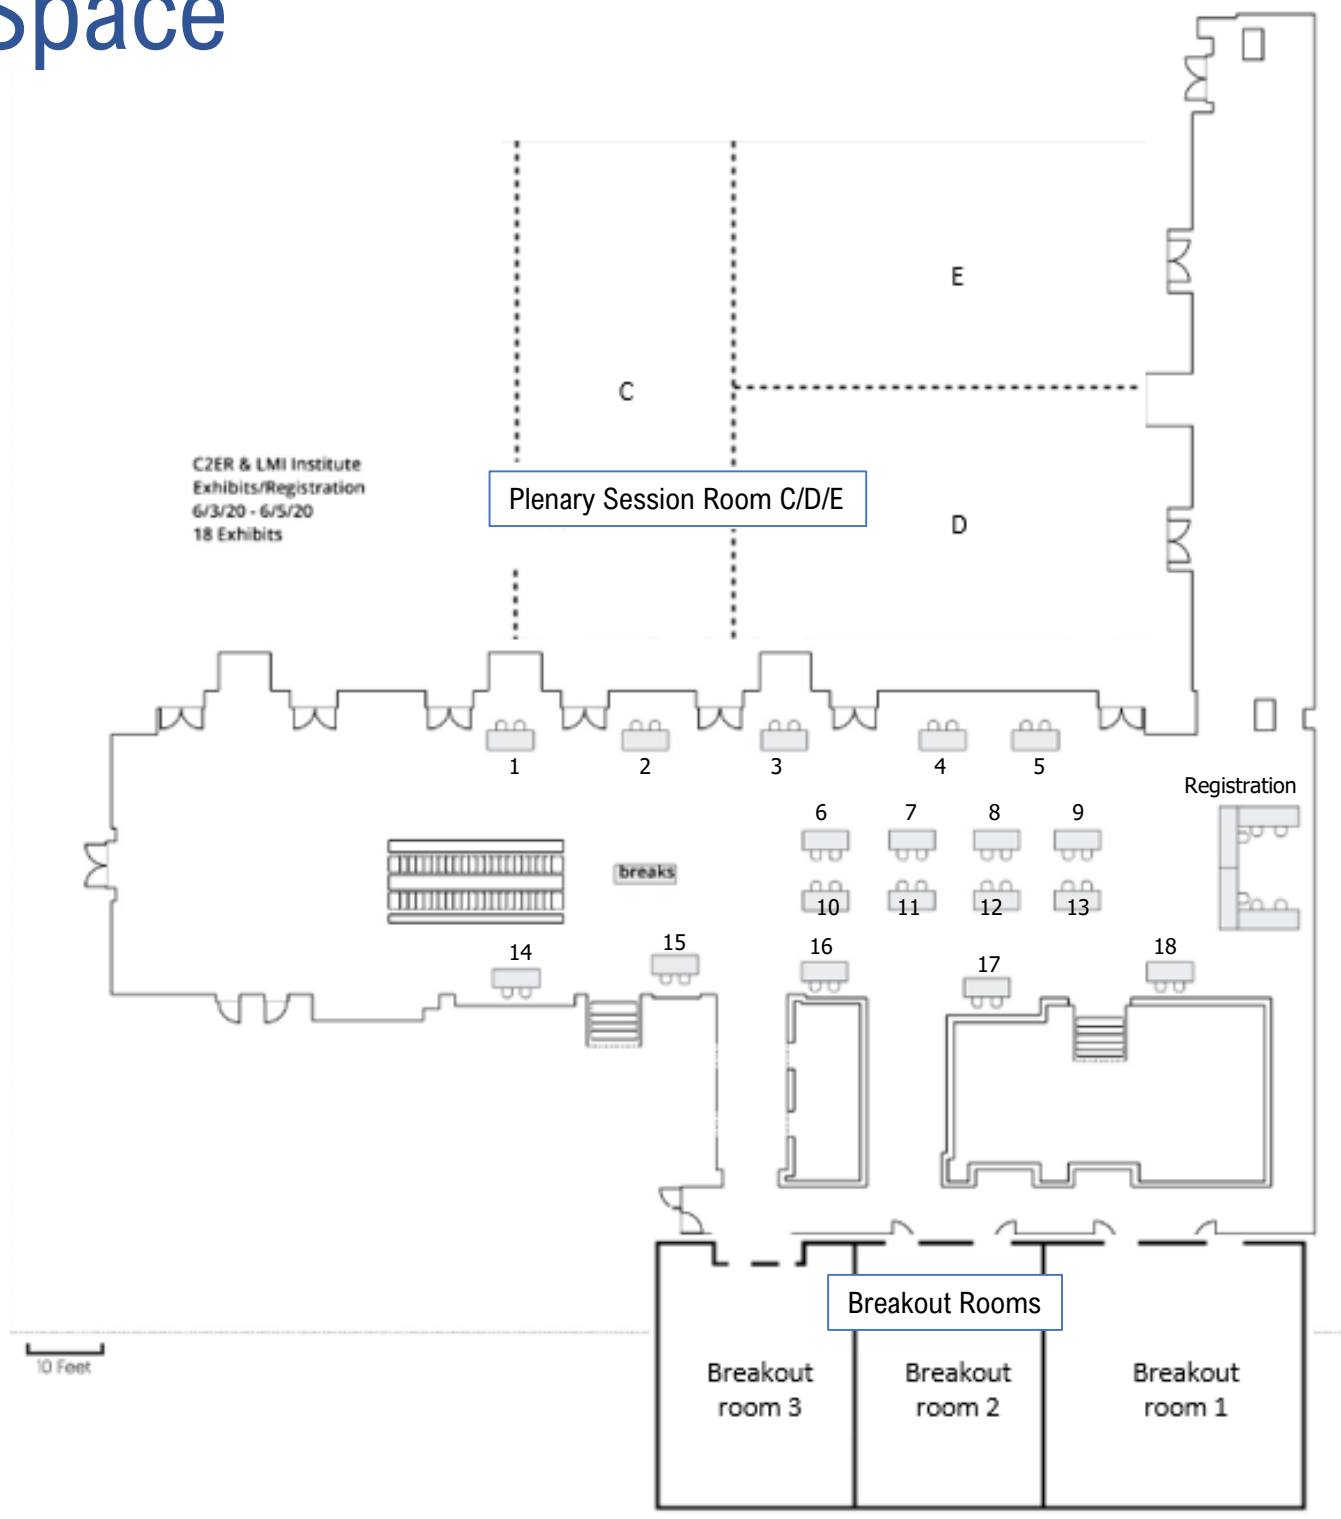 Space
E
C
C2ER & LMI Institute
Exhibits/Registration
6/3/20 - 6/5/20
18 Exhibits
Plenary Session Room C/D/E
D
1
2
3
4
5
Registration
6
7
8
9
breaks
10
11
12
13
14
15
16
17
18
Breakout Rooms
10 Feet
Breakout
room 3
Breakout
room 2
Breakout
room 1